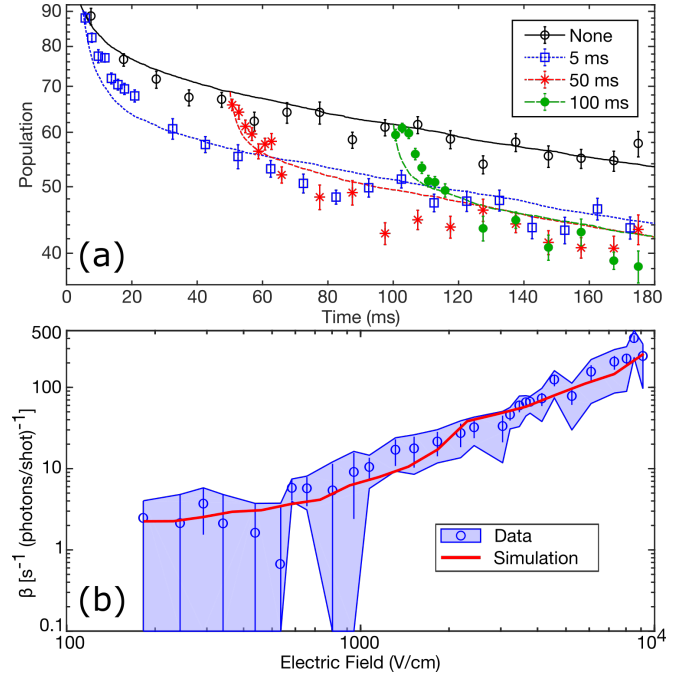 90
80
70
60
50
40
Population
None
5 ms
50 ms
100 ms
(a)
0 20 40 60 80 100 120 140 160 180
Time (ms)
500
100
10
1
0.1
β [s⁻¹ (photons/shot)⁻¹]
Data
Simulation
(b)
100 1000 10⁴
Electric Field (V/cm)